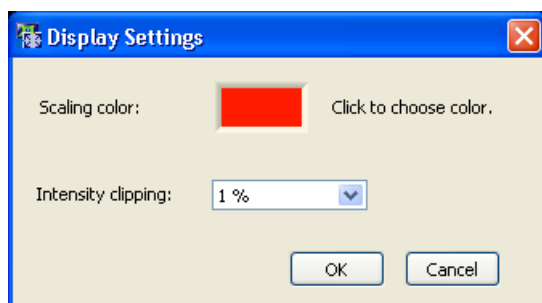 Display Settings
Scaling color: Click to choose color.
Intensity clipping: 1 %
OK Cancel